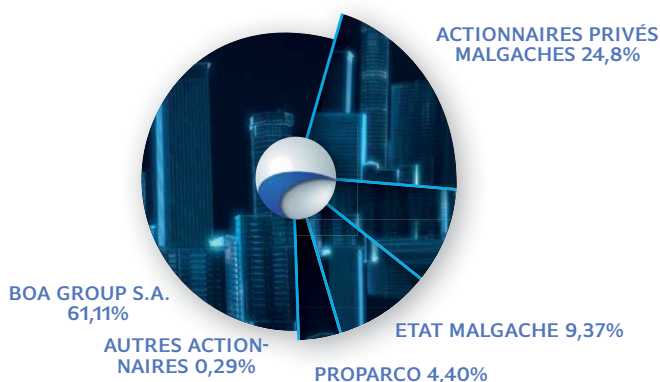 ACTIONNAIRES PRIVÉS
MALGACHES 24,8%
BOA GROUP S.A.
61,11%
AUTRES ACTION-
NAIRES 0,29%
PROPARCO 4,40%
ETAT MALGACHE 9,37%